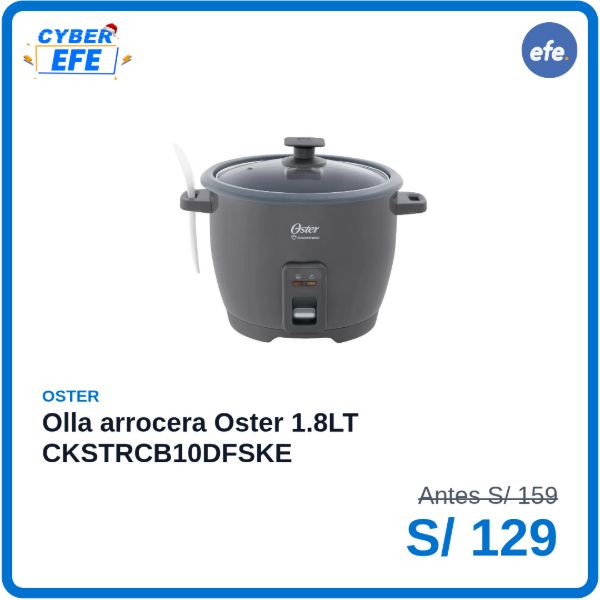 CYBER
EFE
efe.
Oster
OSTER
Olla arrocera Oster 1.8LT
CKSTRCB10DFSKE
Antes S/ 159
S/ 129